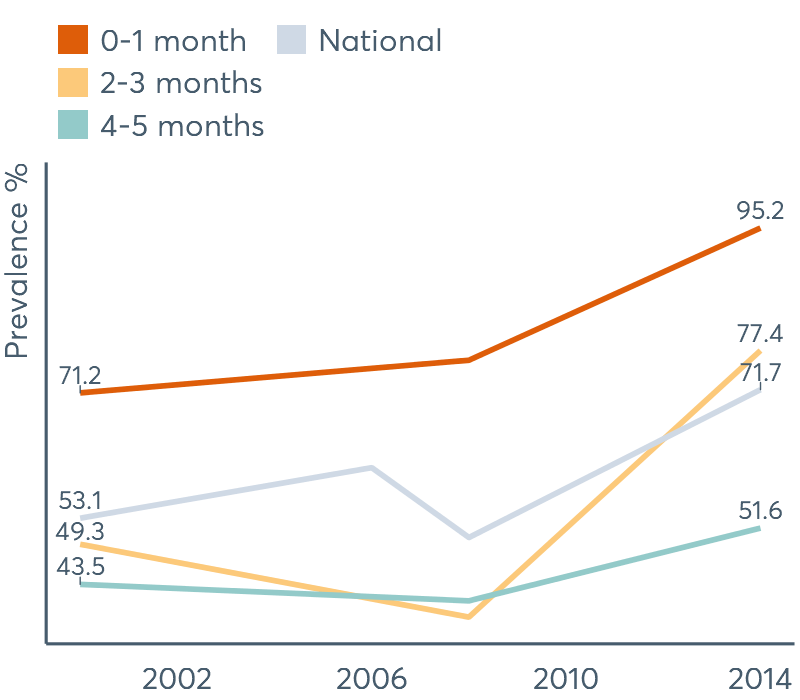 0-1 month
National
2-3 months
4-5 months
Prevalence %
95.2
77.4
71.7
71.2
53.1
49.3
43.5
51.6
2002
2006
2010
2014